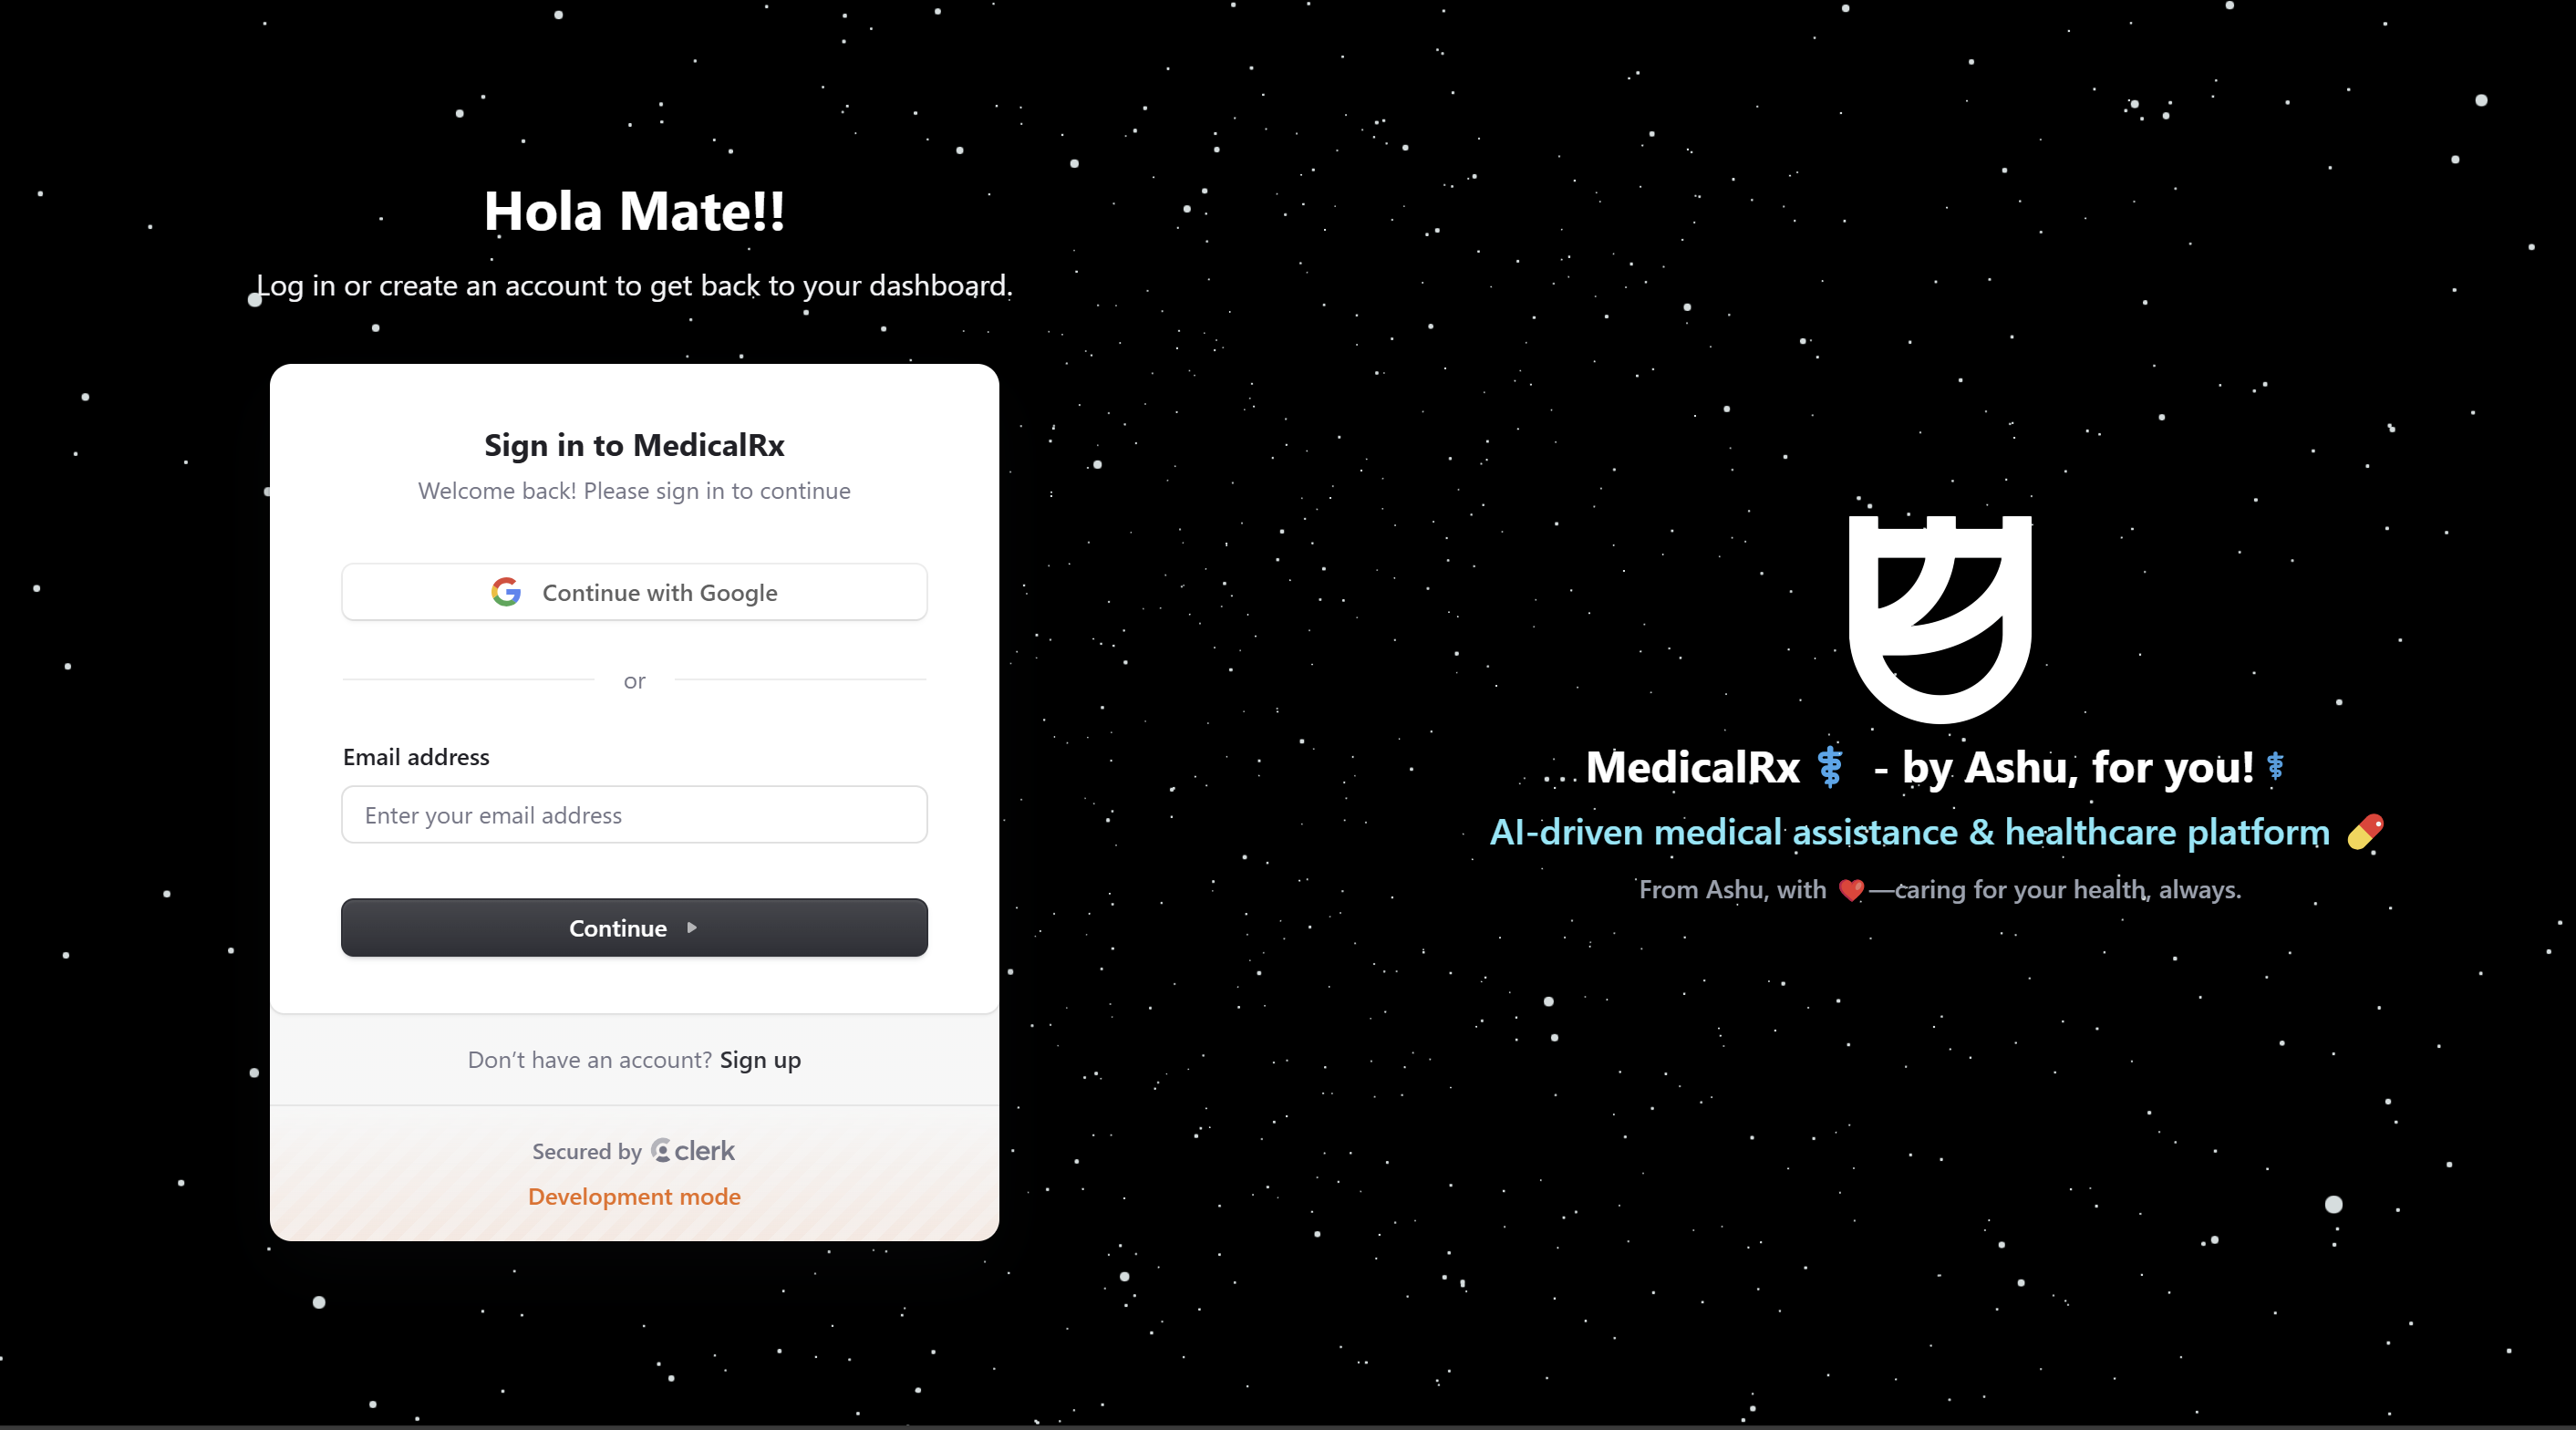 Hola Mate!!
Log in or create an account to get back to your dashboard.
Sign in to MedicalRx
Welcome back! Please sign in to continue
Continue with Google
or
Email address
Enter your email address
Continue
Don’t have an account? Sign up
Secured by clerk
Development mode
MedicalRx ⚕️ - by Ashu, for you! ⚕️
AI-driven medical assistance & healthcare platform 💊
From Ashu, with ❤️—caring for your health, always.